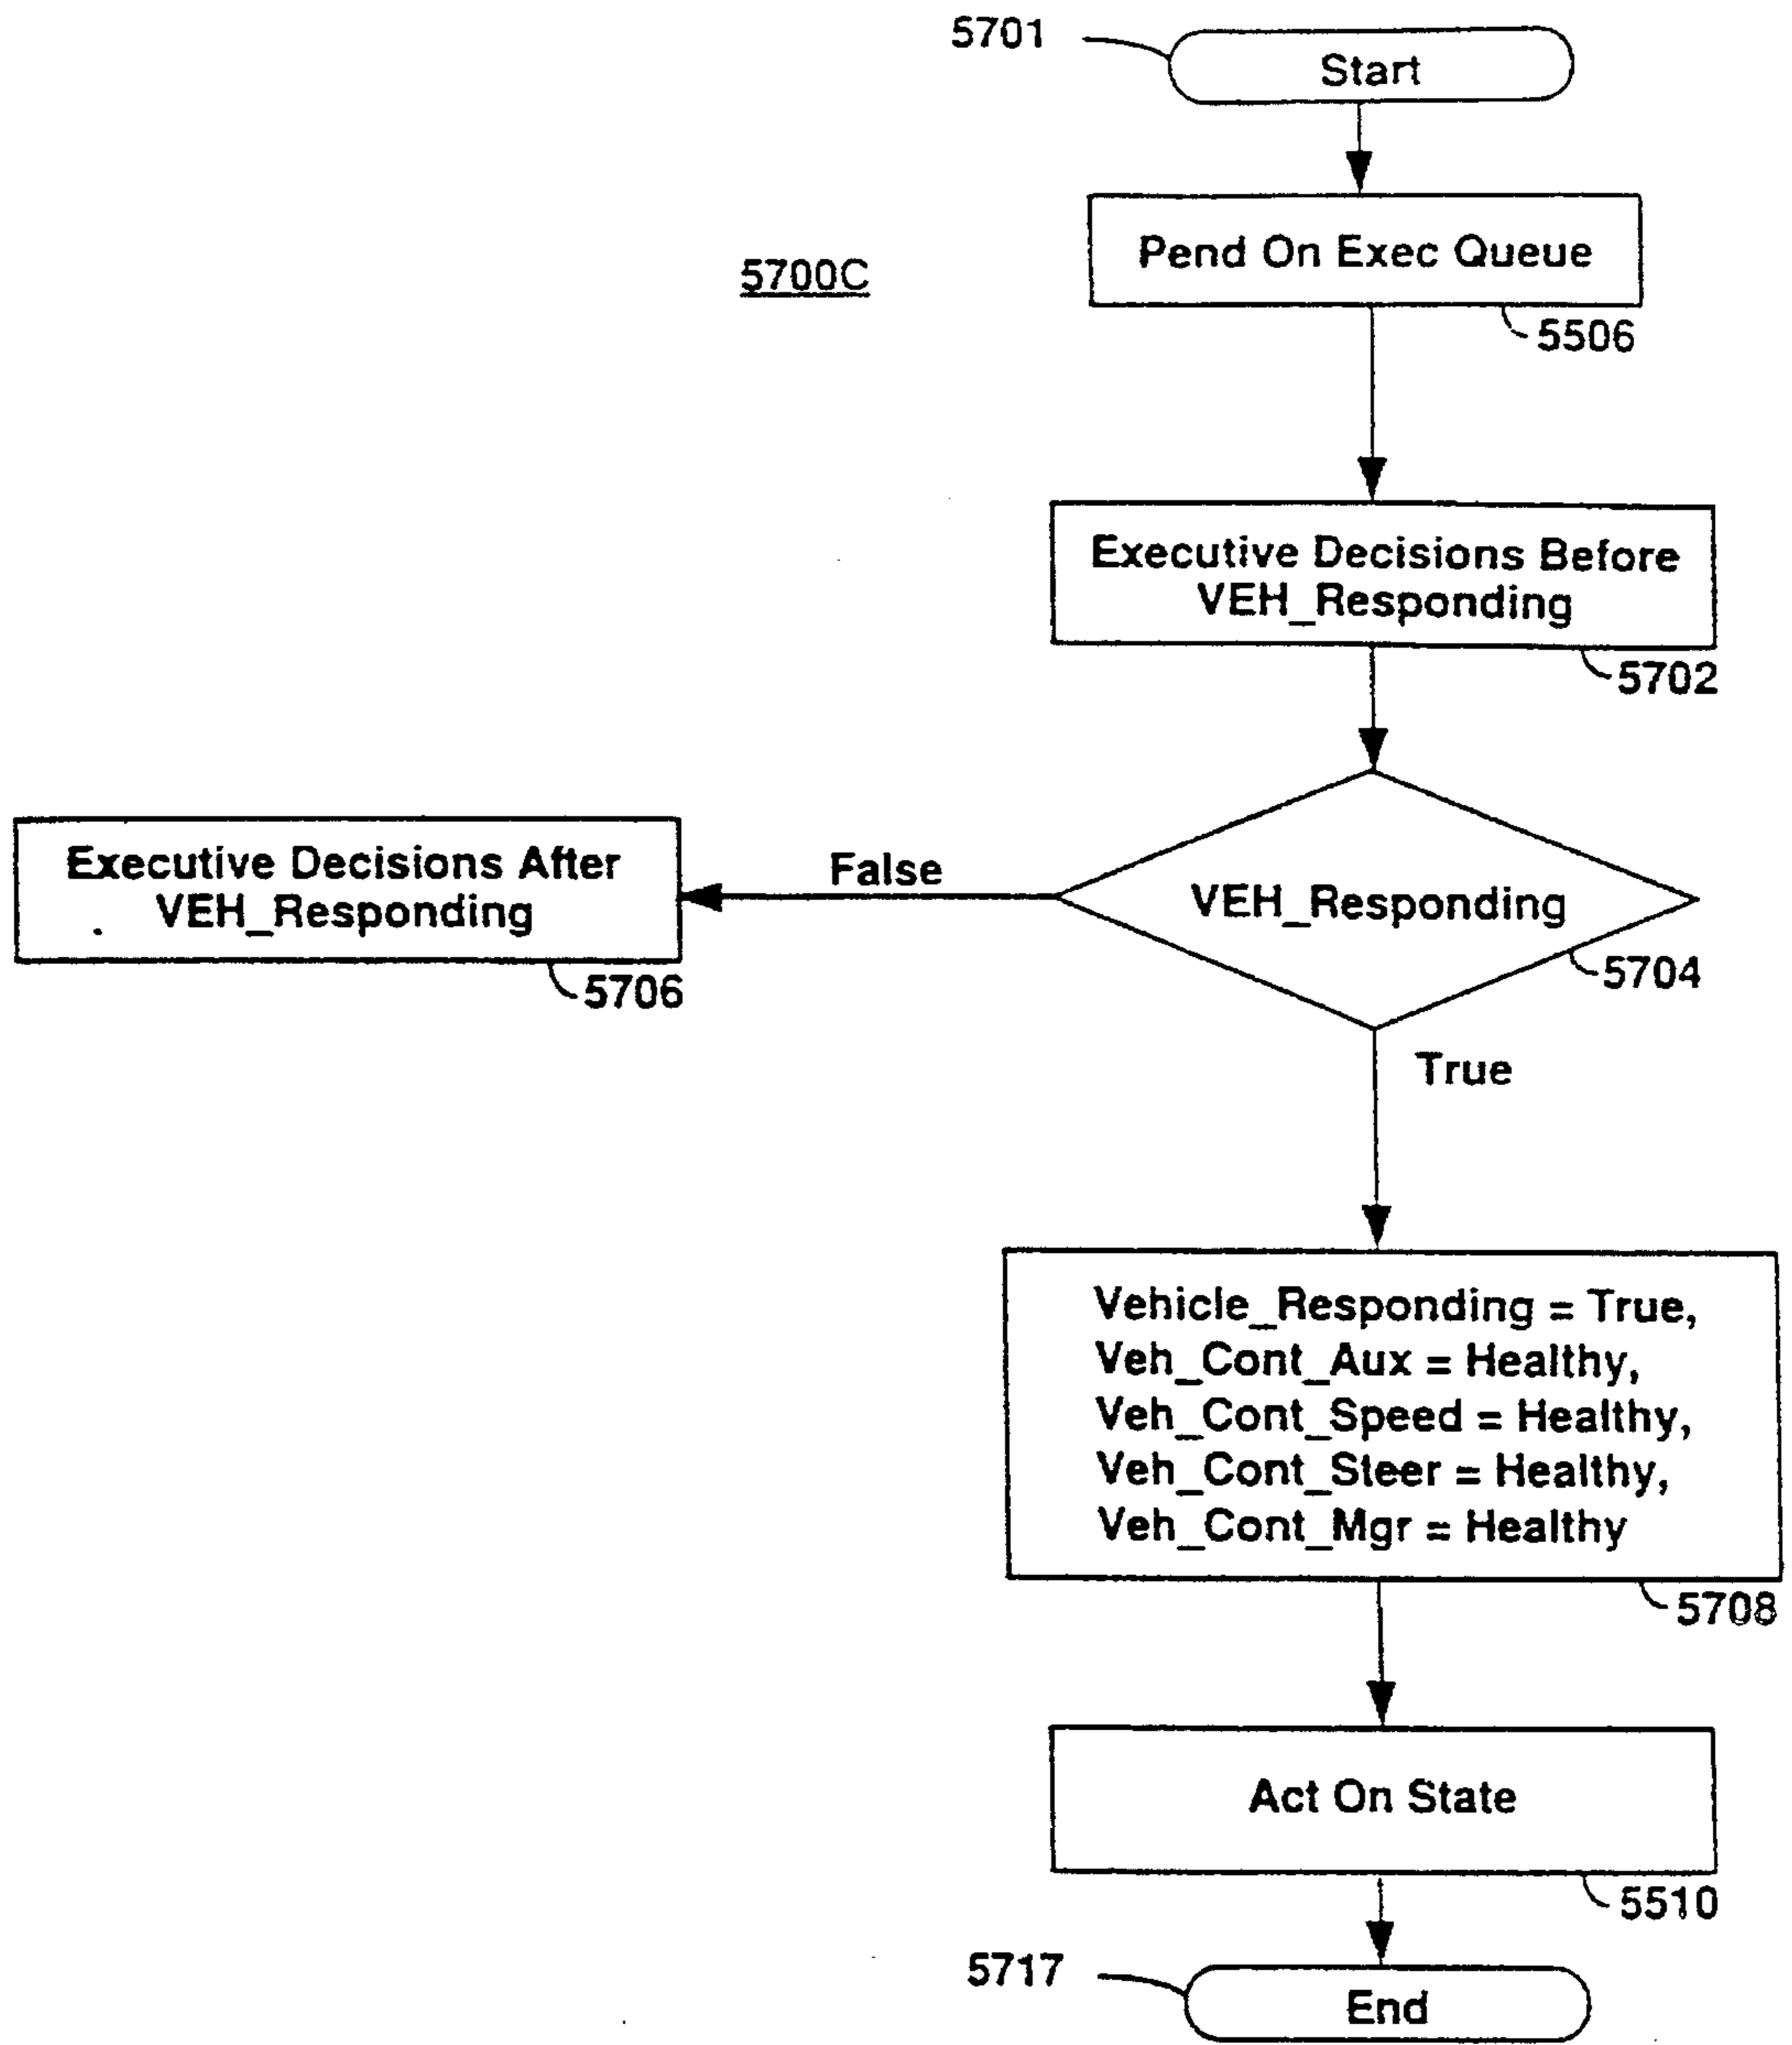 5701
Start
Pend On Exec Queue
5700C
5506
Executive Decisions Before
VEH_Responding
5702
Executive Decisions After
VEH_Responding
5706
False
VEH_Responding
5704
True
Vehicle_Responding = True,
Veh_Cont_Aux = Healthy,
Veh_Cont_Speed = Healthy,
Veh_Cont_Steer = Healthy,
Veh_Cont_Mgr = Healthy
5708
Act On State
5510
5717
End